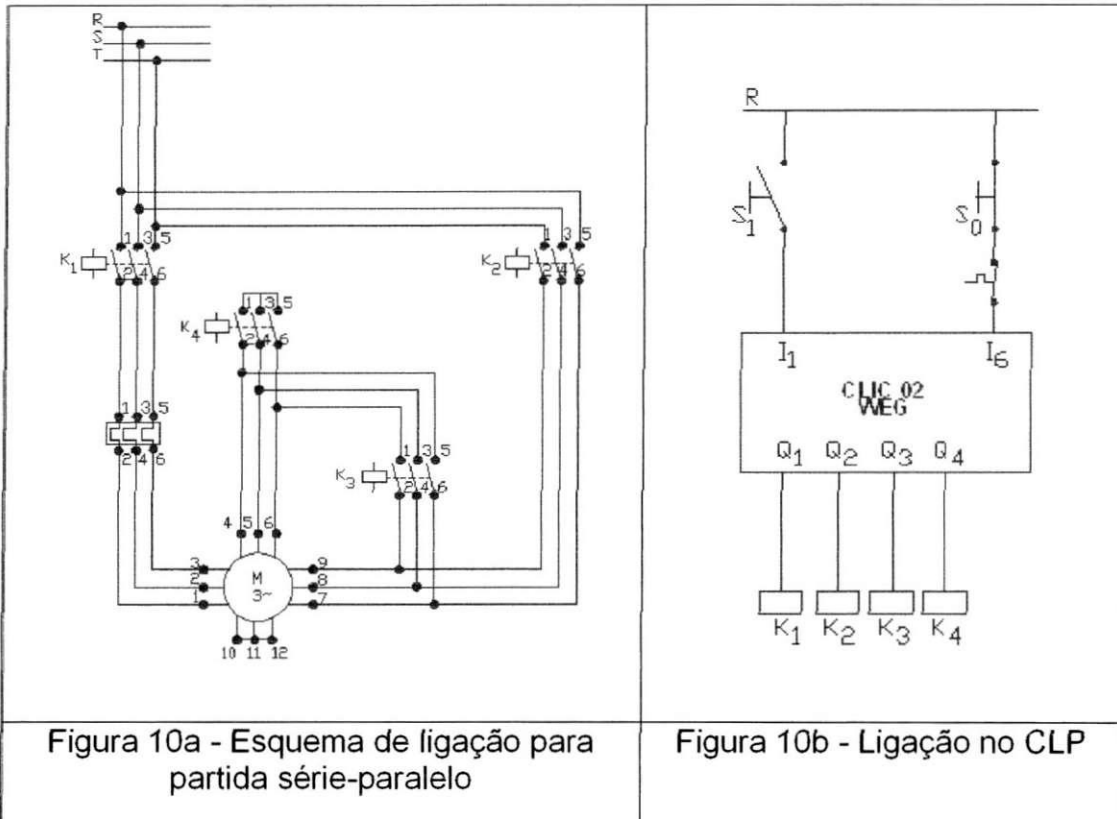 R
S
T
1 3 5
K1
2 4 6
1 3 5
K2
2 4 6
1 3 5
K4
2 4 6
1 3 5
2 4 6
1 3 5
K3
2 4 6
4 5 6
3
2
1
M
3~
9
8
7
10 11 12
R
S1
S0
I1 I6
CLIC 02
WEG
Q1 Q2 Q3 Q4
K1 K2 K3 K4
Figura 10a - Esquema de ligação para
partida série-paralelo
Figura 10b - Ligação no CLP